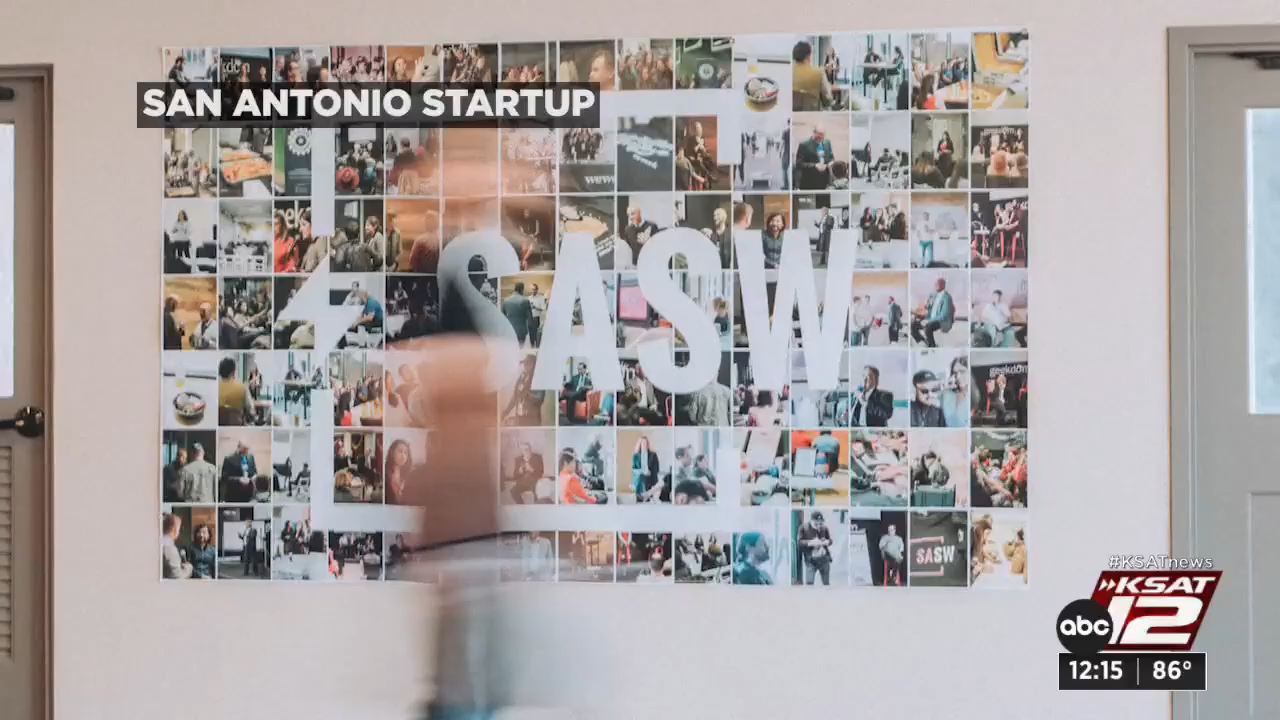 SAN ANTONIO STARTUP
SASW
geekdom
SASW
#KSATnews
KSAT
abc 12
12:15 86°